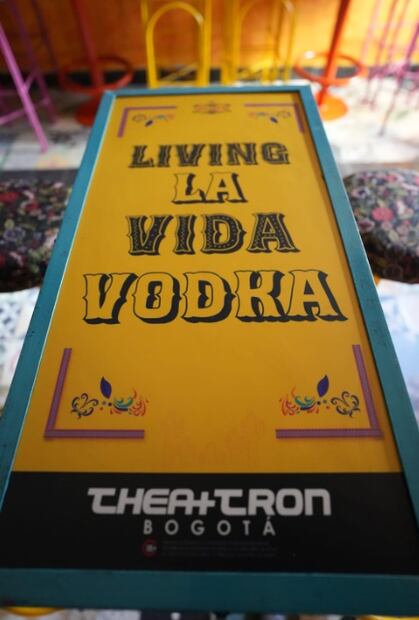 LIVING
LA
VIDA
VODKA
THEATRON
BOGOTÁ